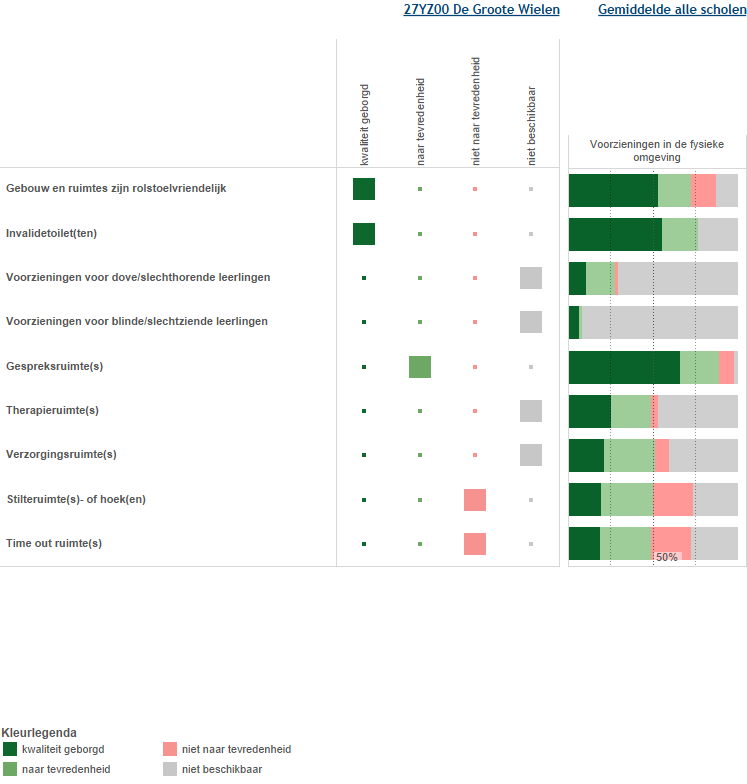 27YZ00 De Groote Wielen
Gemiddelde alle scholen
kwaliteit geborgd
naar tevredenheid
niet naar tevredenheid
niet beschikbaar
Voorzieningen in de fysieke
omgeving
Gebouw en ruimtes zijn rolstoelvriendelijk
Invalidetoilet(ten)
Voorzieningen voor dove/slechthorende leerlingen
Voorzieningen voor blinde/slechtziende leerlingen
Gespreksruimte(s)
Therapieruimte(s)
Verzorgingsruimte(s)
Stilteruimte(s)- of hoek(en)
Time out ruimte(s)
50%
Kleurlegenda
kwaliteit geborgd
niet naar tevredenheid
naar tevredenheid
niet beschikbaar